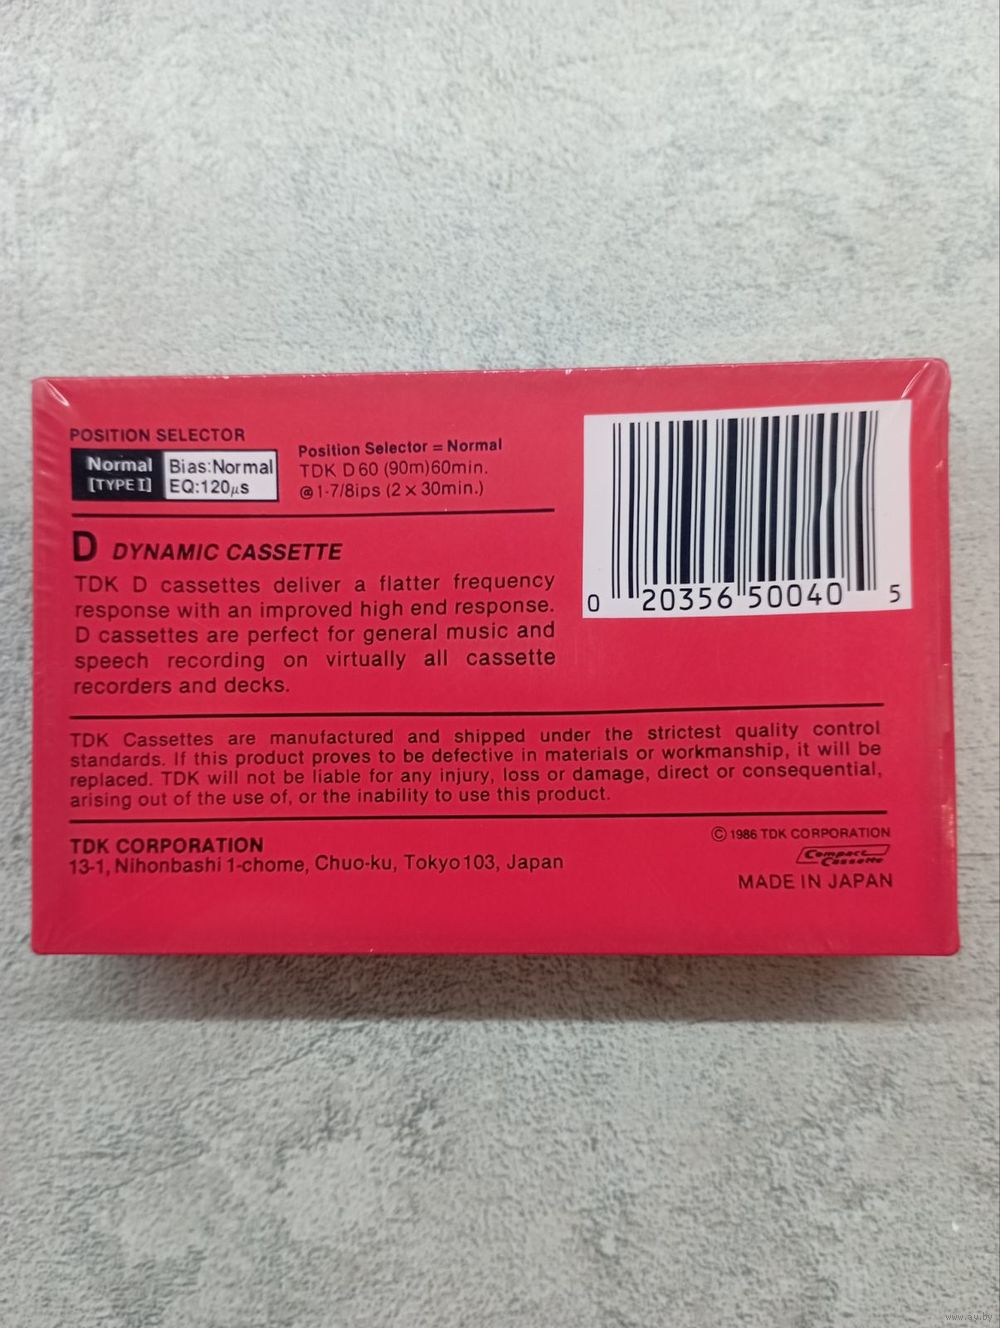 POSITION SELECTOR
Normal
[TYPE I]
Bias:Normal
EQ:120µs
Position Selector = Normal
TDK D60 (90m)60min.
@1-7/8ips (2 x 30min.)
D DYNAMIC CASSETTE
TDK D cassettes deliver a flatter frequency
response with an improved high end response.
D cassettes are perfect for general music and
speech recording on virtually all cassette
recorders and decks.
0 20356 50040 5
TDK Cassettes are manufactured and shipped under the strictest quality control
standards. If this product proves to be defective in materials or workmanship, it will be
replaced. TDK will not be liable for any injury, loss or damage, direct or consequential,
arising out of the use of, or the inability to use this product.
TDK CORPORATION
13-1, Nihonbashi 1-chome, Chuo-ku, Tokyo 103, Japan
© 1986 TDK CORPORATION
Compact
Cassette
MADE IN JAPAN
www.ay.by